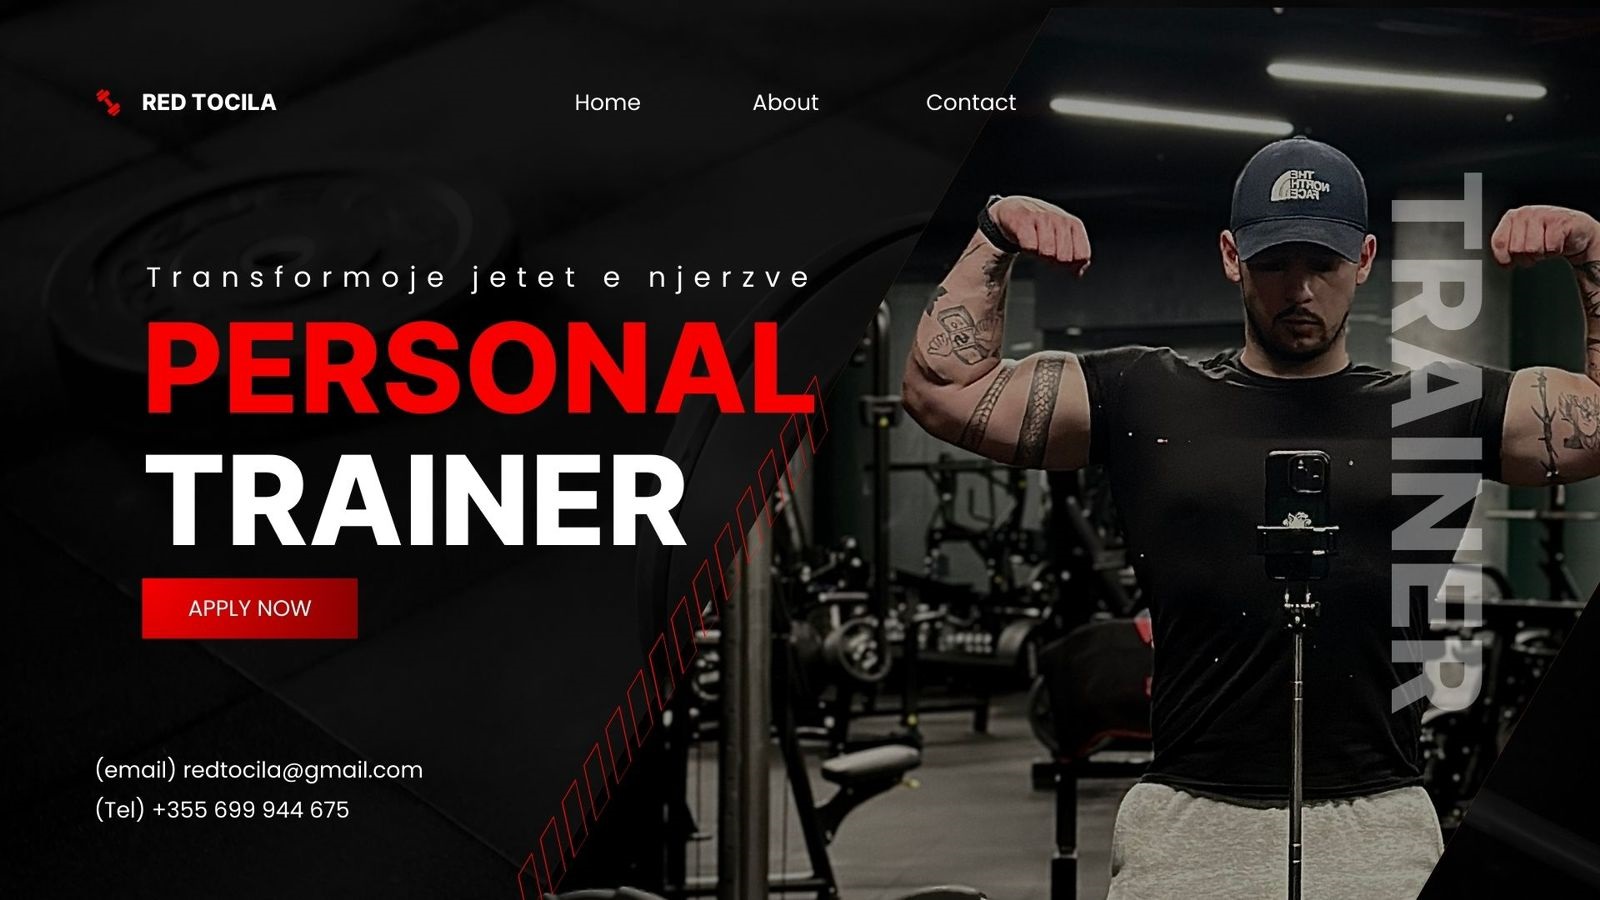 RED TOCILA
Home
About
Contact
Transformoje jetet e njerzve
PERSONAL
TRAINER
APPLY NOW
(email) redtocila@gmail.com
(Tel) +355 699 944 675
THE
NORTH
FACE
TRAINER